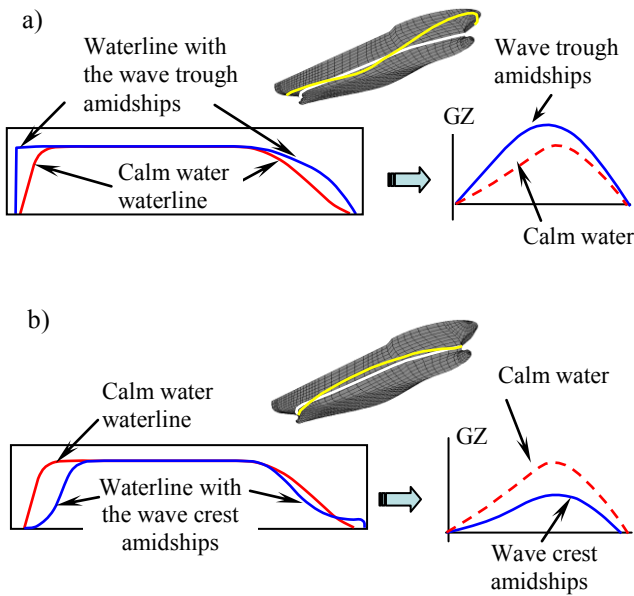 a)
Waterline with
the wave trough
amidships
Calm water
waterline
Wave trough
amidships
GZ
Calm water
b)
Calm water
waterline
Waterline with
the wave crest
amidships
Calm water
GZ
Wave crest
amidships